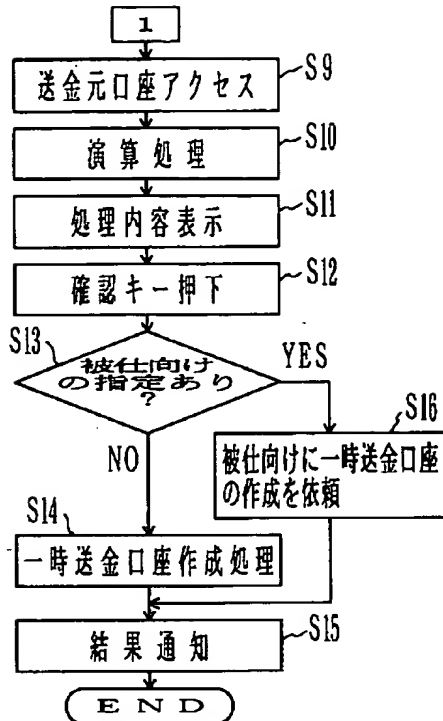 1
送金元口座アクセス
S9
演算処理
S10
処理内容表示
S11
確認キー押下
S12
S13
被仕向け
の指定あり
?
YES
NO
S16
被仕向けに一時送金口座
の作成を依頼
S14
一時送金口座作成処理
結果通知
S15
END